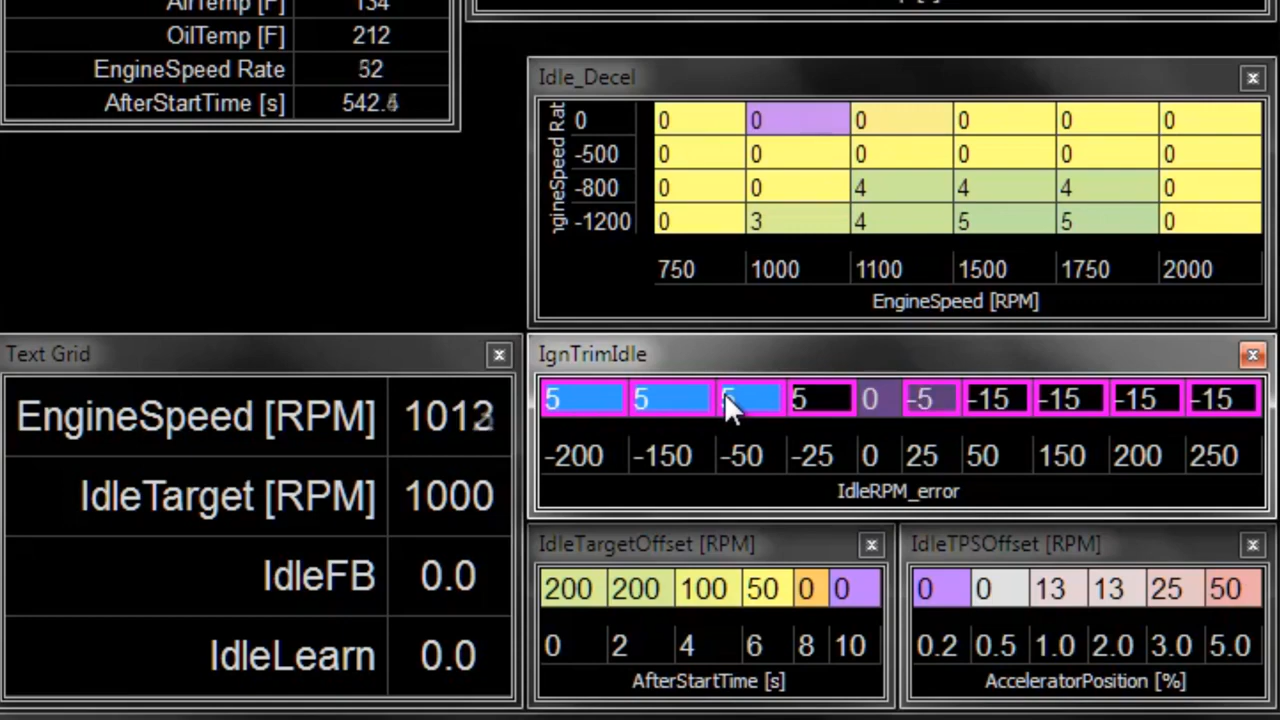 AirTemp [F] 134
OilTemp [F] 212
EngineSpeed Rate 52
AfterStartTime [s] 542.
Idle_Decel
0 0 0 0 0 0 0
-500 0 0 0 0 0 0
-800 0 0 4 4 4 0
-1200 0 3 4 5 5 0
750 1000 1100 1500 1750 2000
EngineSpeed [RPM]
Text Grid
EngineSpeed [RPM] 101
IdleTarget [RPM] 1000
IdleFB 0.0
IdleLearn 0.0
IgnTrimIdle
5 5 5 5 0 -5 -15 -15 -15 -15
-200 -150 -50 -25 0 25 50 150 200 250
IdleRPM_error
IdleTargetOffset [RPM]
200 200 100 50 0 0
0 2 4 6 8 10
AfterStartTime [s]
IdleTPSOffset [RPM]
0 0 13 13 25 50
0.2 0.5 1.0 2.0 3.0 5.0
AcceleratorPosition [%]